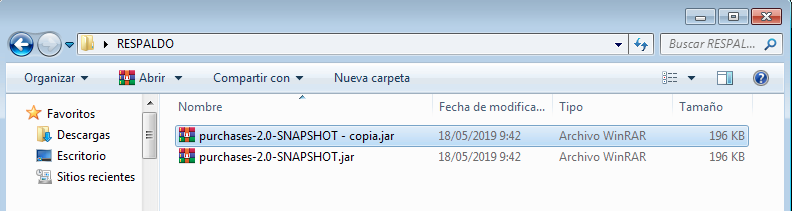 RESPALDO
Buscar RESPAL...
Organizar Abrir Compartir con Nueva carpeta
Nombre Fecha de modifica... Tipo Tamaño
Favoritos
Descargas
Escritorio
Sitios recientes
purchases-2.0-SNAPSHOT - copia.jar 18/05/2019 9:42 Archivo WinRAR 196 KB
purchases-2.0-SNAPSHOT.jar 18/05/2019 9:42 Archivo WinRAR 196 KB